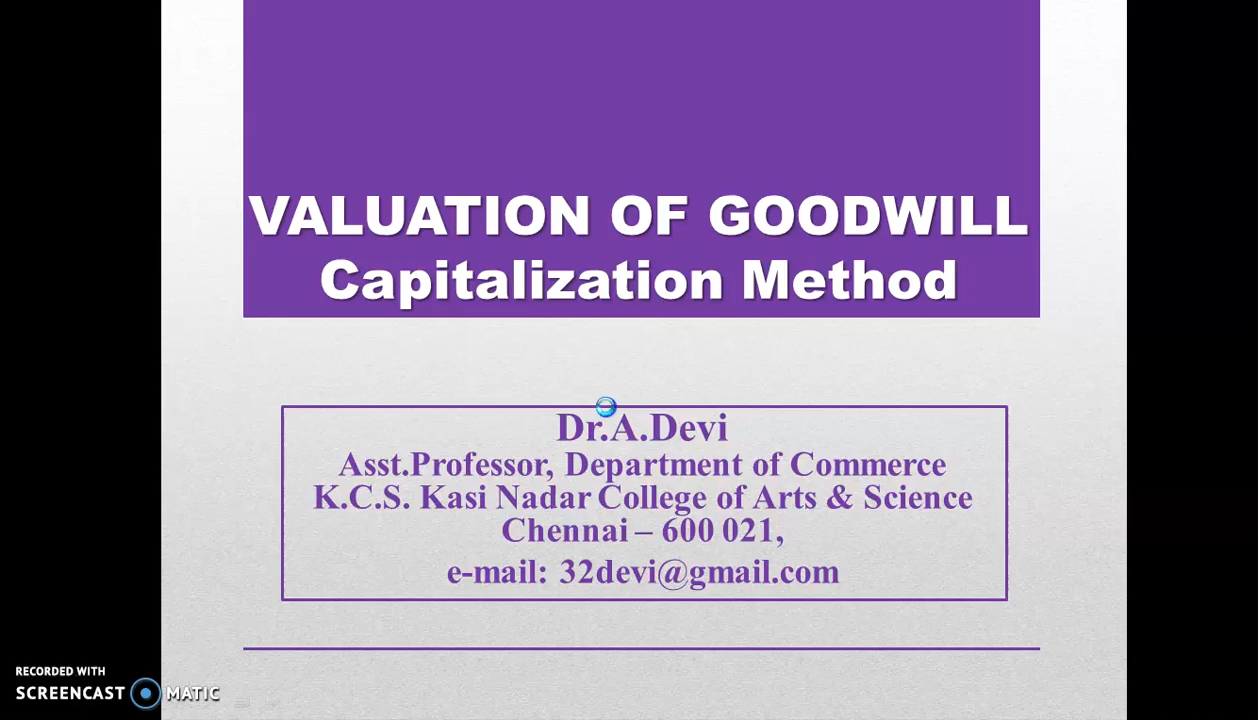 VALUATION OF GOODWILL
Capitalization Method
Dr.A.Devi
Asst.Professor, Department of Commerce
K.C.S. Kasi Nadar College of Arts & Science
Chennai – 600 021,
e-mail: 32devi@gmail.com
RECORDED WITH
SCREENCAST MATIC